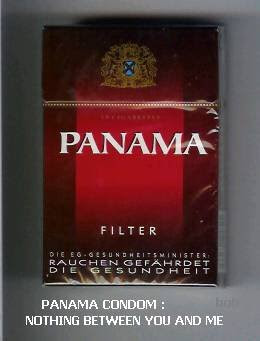 PANAMA
FILTER
DIE EG-GESUNDHEITSMINISTER:
RAUCHEN GEFÄHRDET
DIE GESUNDHEIT
PANAMA CONDOM :
NOTHING BETWEEN YOU AND ME